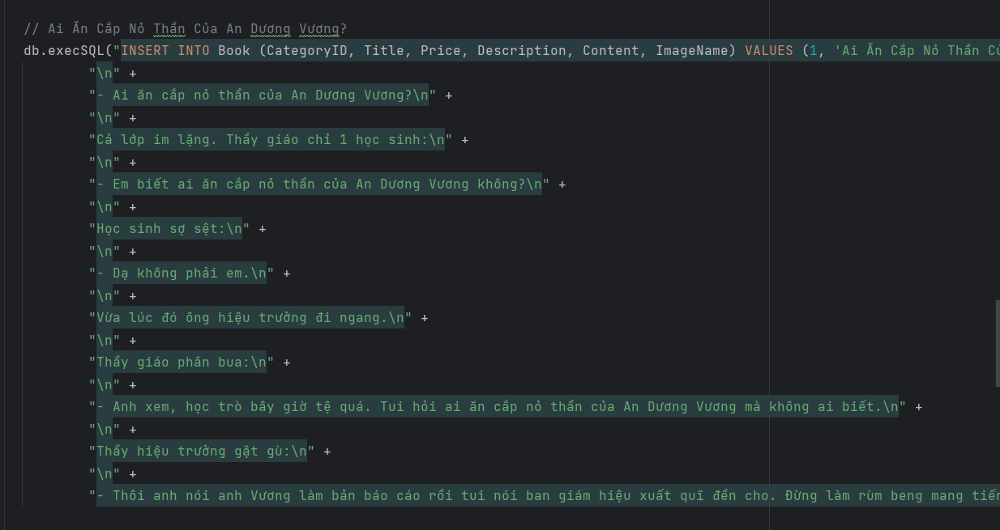 // Ai Ăn Cắp Nỏ Thần Của An Dương Vương?
db.execSQL("INSERT INTO Book (CategoryID, Title, Price, Description, Content, ImageName) VALUES (1, 'Ai Ăn Cắp Nỏ Thần
"\n" +
"- Ai ăn cắp nỏ thần của An Dương Vương?\n" +
"\n" +
"Cả lớp im lặng. Thầy giáo chỉ 1 học sinh:\n" +
"\n" +
"- Em biết ai ăn cắp nỏ thần của An Dương Vương không?\n" +
"\n" +
"Học sinh sợ sệt:\n" +
"\n" +
"- Dạ không phải em.\n" +
"\n" +
"Vừa lúc đó ông hiệu trưởng đi ngang.\n" +
"\n" +
"Thầy giáo phân bua:\n" +
"\n" +
"- Anh xem, học trò bây giờ tệ quá. Tui hỏi ai ăn cắp nỏ thần của An Dương Vương mà không ai biết.\n" +
"\n" +
"Thầy hiệu trưởng gật gù:\n" +
"\n" +
"- Thôi anh nói anh Vương làm bản báo cáo rồi tui nói ban giám hiệu xuất quĩ đền cho. Đừng làm rùm beng mang